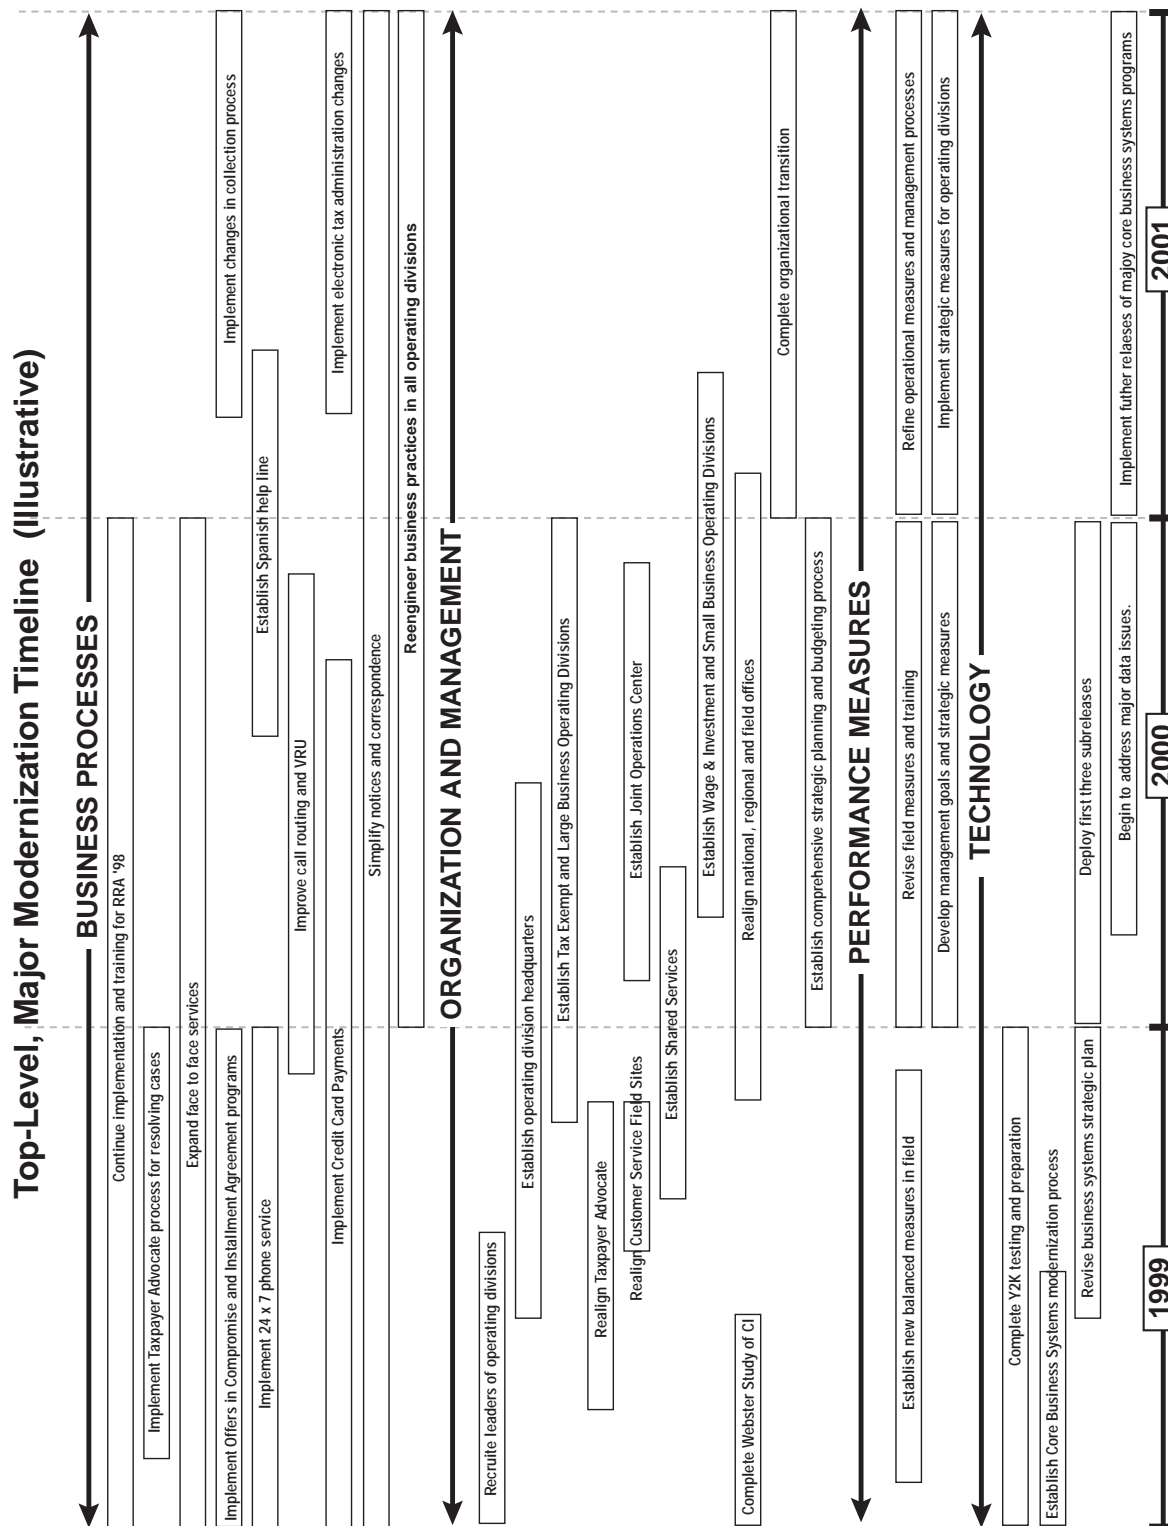 Top-Level, Major Modernization Timeline (Illustrative)
BUSINESS PROCESSES
Continue implementation and training for RRA '98
Implement Taxpayer Advocate process for resolving cases
Expand face to face services
Implement Offers in Compromise and Installment Agreement programs
Implement changes in collection process
Implement 24 x 7 phone service
Establish Spanish help line
Improve call routing and VRU
Implement Credit Card Payments
Implement electronic tax administration changes
Simplify notices and correspondence
Reengineer business practices in all operating divisions
ORGANIZATION AND MANAGEMENT
Recruite leaders of operating divisions
Establish operating division headquarters
Establish Tax Exempt and Large Business Operating Divisions
Realign Taxpayer Advocate
Realign Customer Service Field Sites
Establish Joint Operations Center
Establish Shared Services
Establish Wage & Investment and Small Business Operating Divisions
Complete Webster Study of CI
Realign national, regional and field offices
Complete organizational transition
Establish comprehensive strategic planning and budgeting process
PERFORMANCE MEASURES
Establish new balanced measures in field
Revise field measures and training
Refine operational measures and management processes
Develop management goals and strategic measures
Implement strategic measures for operating divisions
TECHNOLOGY
Complete Y2K testing and preparation
Establish Core Business Systems modernization process
Revise business systems strategic plan
Deploy first three subreleases
Begin to address major data issues.
Implement futher relaeses of majoy core business systems programs
1999
2000
2001